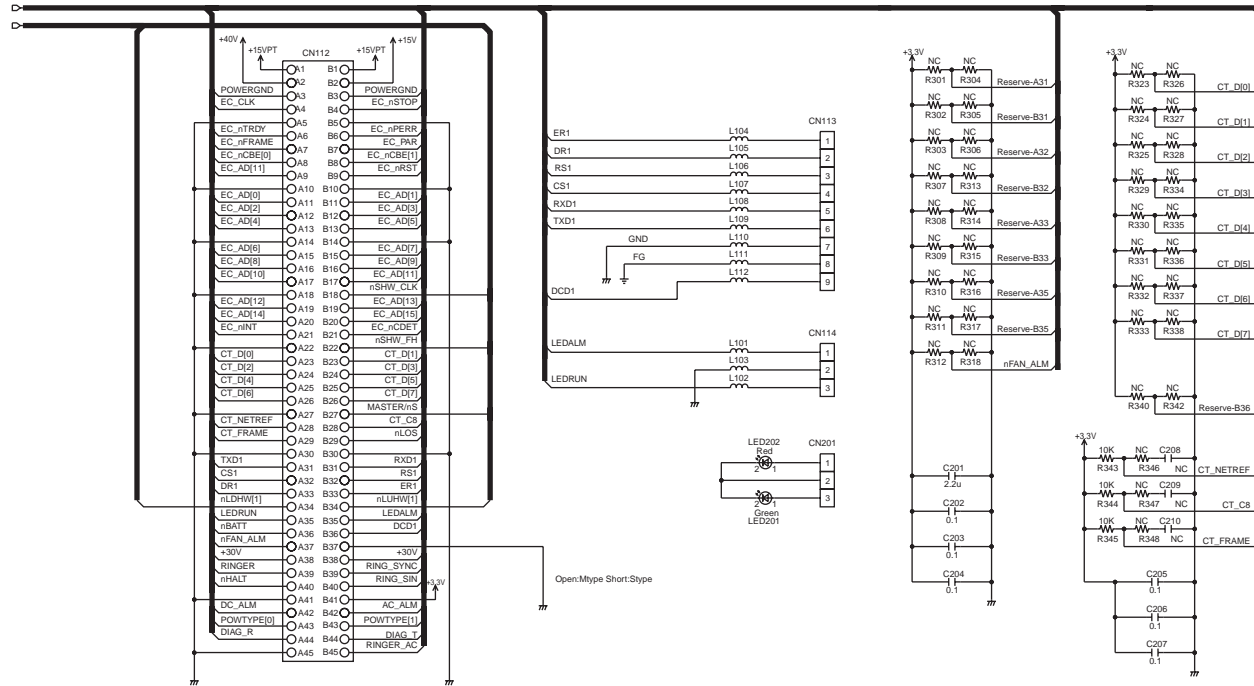 CN112
+40V
+15VPT
+15VPT
+15V
A1 B1
A2 B2
POWERGND A3 B3 EC_nSTOP
EC_CLK A4 B4
A5 B5
EC_nTRDY A6 B6 EC_nPERR
EC_nFRAME A7 B7 EC_PAR
EC_nCBE[0] A8 B8 EC_nCBE[1]
EC_AD[11] A9 B9 EC_nRST
A10 B10
EC_AD[0] A11 B11 EC_AD[1]
EC_AD[2] A12 B12 EC_AD[3]
EC_AD[4] A13 B13 EC_AD[5]
A14 B14
EC_AD[6] A15 B15 EC_AD[7]
EC_AD[8] A16 B16 EC_AD[9]
EC_AD[10] A17 B17 EC_AD[11]
A18 B18 nSHW_CLK
EC_AD[12] A19 B19 EC_AD[13]
EC_AD[14] A20 B20 EC_AD[15]
EC_nINT A21 B21 EC_nCDET
A22 B22 nSHW_FH
CT_D[0] A23 B23 CT_D[1]
CT_D[2] A24 B24 CT_D[3]
CT_D[4] A25 B25 CT_D[5]
CT_D[6] A26 B26 CT_D[7]
A27 B27 MASTER/nS
CT_NETREF A28 B28 CT_C8
CT_FRAME A29 B29 nLOS
A30 B30
TXD1 A31 B31 RXD1
CS1 A32 B32 RS1
DR1 A33 B33 ER1
nLDHW[1] A34 B34 nLUHW[1]
LEDRUN A35 B35 LEDALM
nBATT A36 B36 DCD1
nFAN_ALM A37 B37
+30V A38 B38 +30V
RINGER A39 B39 RING_SYNC
nHALT A40 B40 RING_SIN
A41 B41 +3.3V
DC_ALM A42 B42 AC_ALM
POWTYPE[0] A43 B43 POWTYPE[1]
DIAG_R A44 B44 DIAG_T
A45 B45 RINGER_AC
Open:Mtype Short:Stype
CN113
ER1 L104 1
DR1 L105 2
RS1 L106 3
CS1 L107 4
RXD1 L108 5
TXD1 L109 6
GND L110 7
FG L111 8
DCD1 L112 9
CN114
LEDALM L101 1
L103 2
LEDRUN L102 3
CN201
LED202
Red
2 1
1
2
3
2 1
Green
LED201
+3.3V
NC NC
R301 R304 Reserve-A31
NC NC
R302 R305 Reserve-B31
NC NC
R303 R306 Reserve-A32
NC NC
R307 R313 Reserve-B32
NC NC
R308 R314 Reserve-A33
NC NC
R309 R315 Reserve-B33
NC NC
R310 R316 Reserve-A35
NC NC
R311 R317 Reserve-B35
NC NC
R312 R318 nFAN_ALM
C201
2.2u
C202
0.1
C203
0.1
C204
0.1
+3.3V
NC NC
R323 R326 CT_D[0]
NC NC
R324 R327 CT_D[1]
NC NC
R325 R328 CT_D[2]
NC NC
R329 R334 CT_D[3]
NC NC
R330 R335 CT_D[4]
NC NC
R331 R336 CT_D[5]
NC NC
R332 R337 CT_D[6]
NC NC
R333 R338 CT_D[7]
NC NC
R340 R342 Reserve-B36
+3.3V
10K NC C208
R343 R346 NC CT_NETREF
10K NC C209
R344 R347 NC CT_C8
10K NC C210
R345 R348 NC CT_FRAME
C205
0.1
C206
0.1
C207
0.1